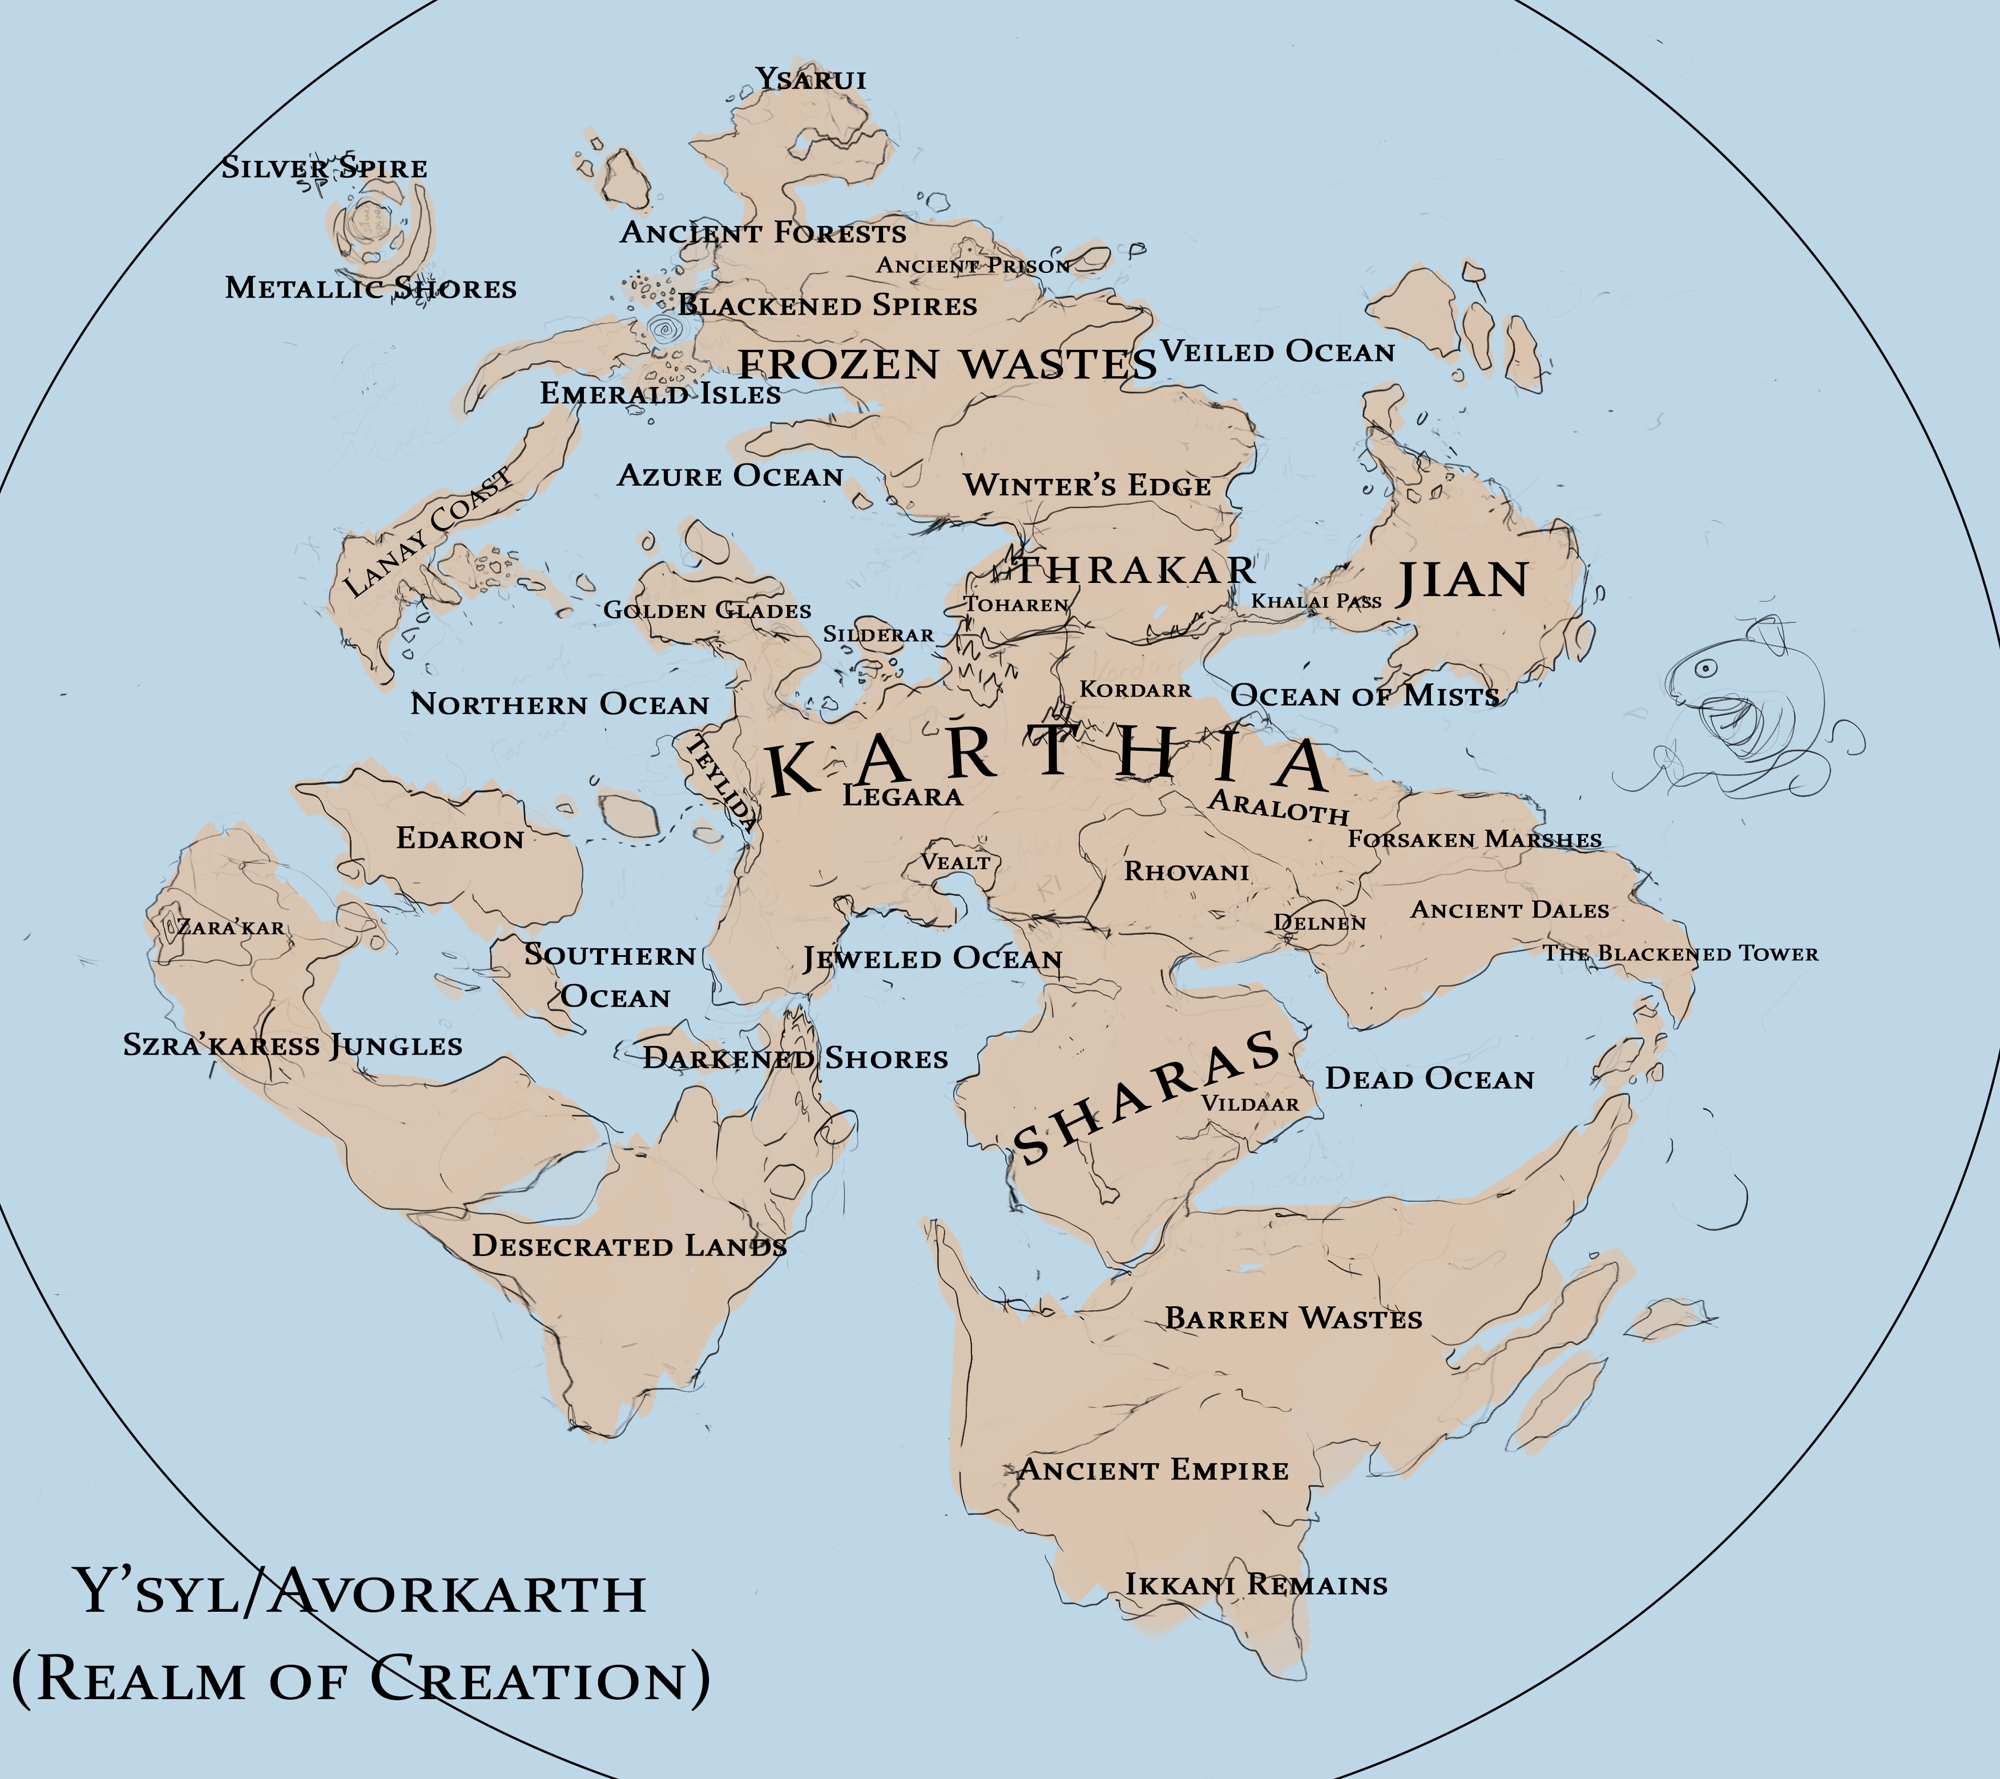 Ysarui
Silver Spire
Ancient Forests
Ancient Prison
Metallic Shores
Blackened Spires
FROZEN WASTES
Veiled Ocean
Emerald Isles
Azure Ocean
Winter's Edge
Lanay Coast
THRAKAR
JIAN
Toharen
Khalai Pass
Golden Glades
Silderar
Northern Ocean
Kordarr
Ocean of Mists
KARTHIA
Teylida
Legara
Araloth
Edaron
Forsaken Marshes
Vealt
Rhovani
Zara'kar
Delnen
Ancient Dales
Southern
Ocean
Jeweled Ocean
The Blackened Tower
Szra'karess Jungles
Darkened Shores
SHARAS
Dead Ocean
Vildaar
Desecrated Lands
Barren Wastes
Ancient Empire
Ikkani Remains
Y'syl/Avorkarth
(Realm of Creation)